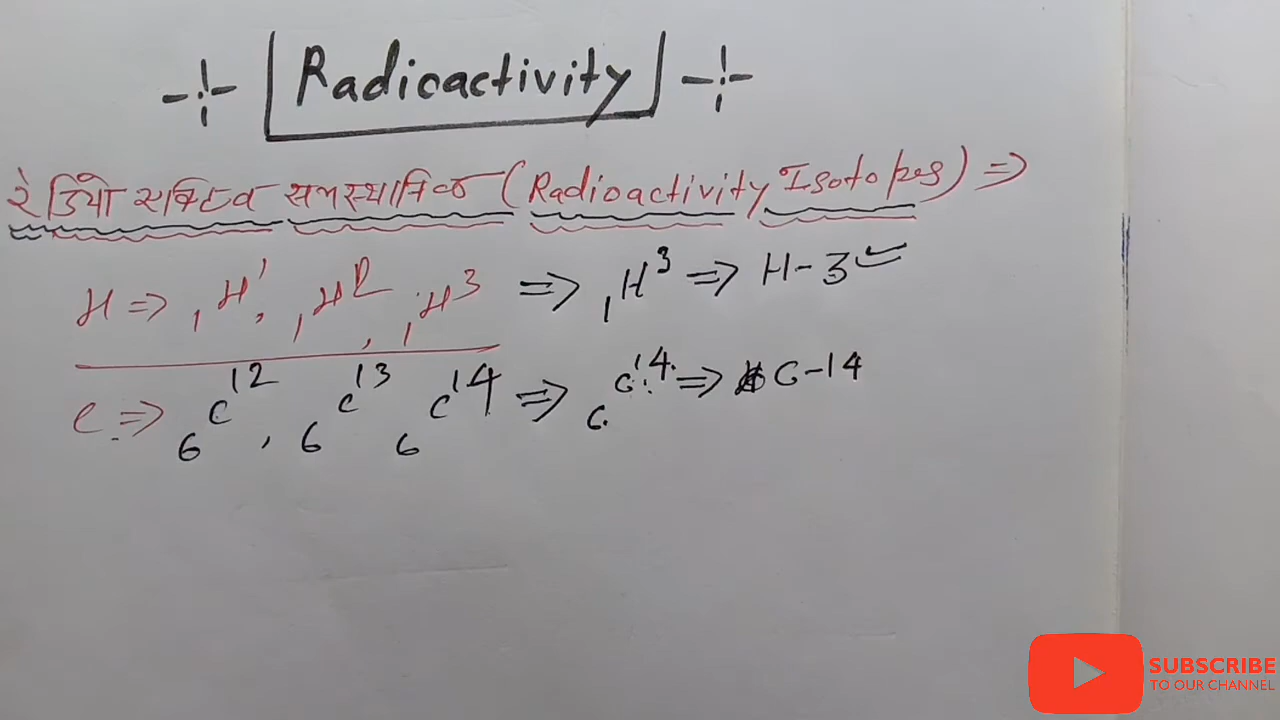 Radioactivity
रेडियो सक्रिटव समस्थानिक (Radioactivity Isotopes) ⇒
H ⇒ ₁H¹, ₁H², ₁H³ ⇒ ₁H³ ⇒ H-3
C ⇒ ₆C¹², ₆C¹³ ₆C¹⁴ ⇒ ₆C¹⁴ ⇒ C-14
SUBSCRIBE
TO OUR CHANNEL